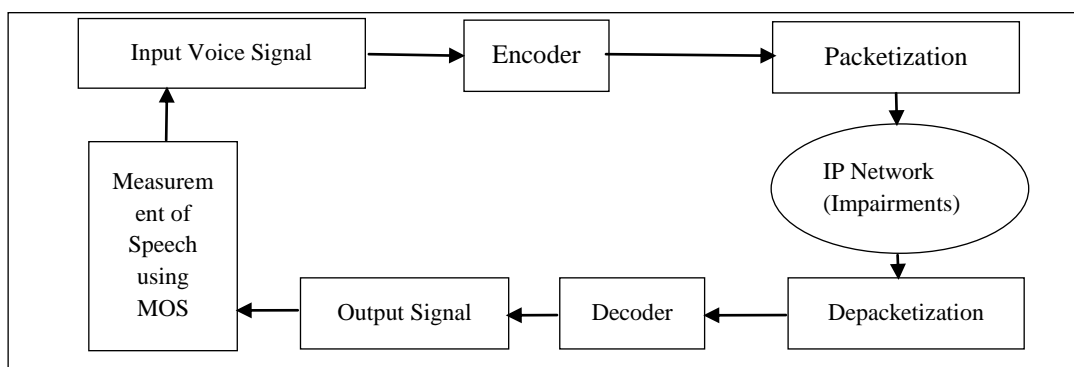 Input Voice Signal
Encoder
Packetization
IP Network
(Impairments)
Measurem
ent of
Speech
using
MOS
Output Signal
Decoder
Depacketization